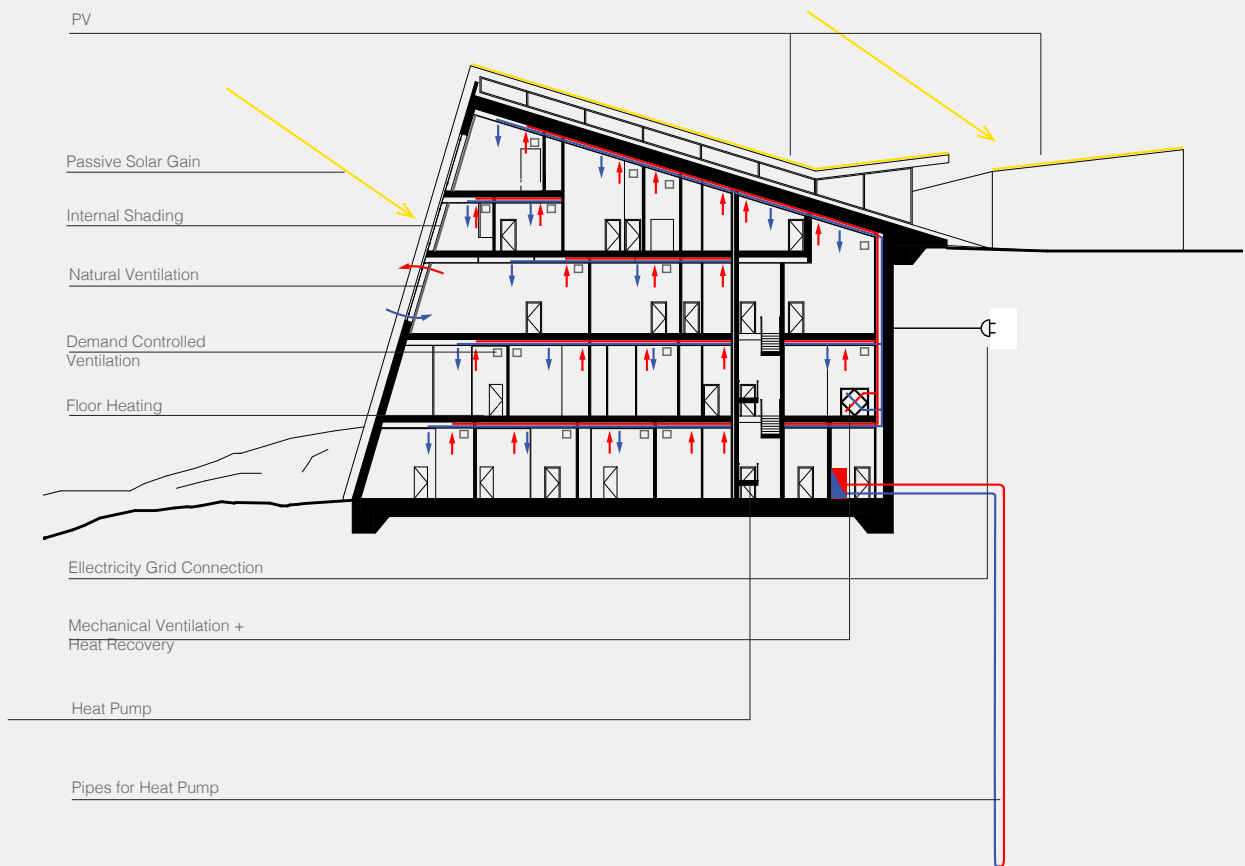 PV
Passive Solar Gain
Internal Shading
Natural Ventilation
Demand Controlled
Ventilation
Floor Heating
Ellectricity Grid Connection
Mechanical Ventilation +
Heat Recovery
Heat Pump
Pipes for Heat Pump